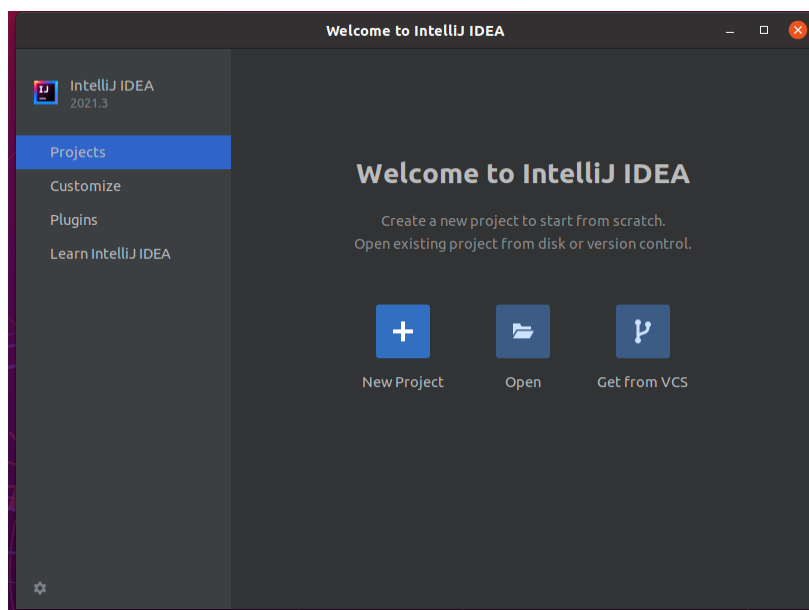 Welcome to IntelliJ IDEA
IntelliJ IDEA
2021.3
Projects
Customize
Plugins
Learn IntelliJ IDEA
Welcome to IntelliJ IDEA
Create a new project to start from scratch.
Open existing project from disk or version control.
New Project
Open
Get from VCS